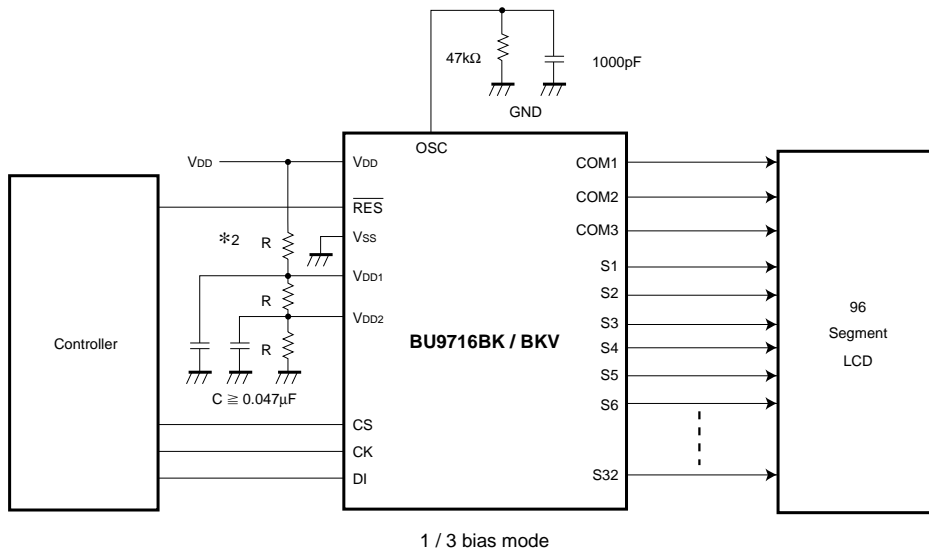 47kΩ
1000pF
GND
OSC
VDD
VDD
COM1
COM2
RES
COM3
*2
R
VSS
S1
VDD1
S2
R
VDD2
S3
96
Segment
LCD
Controller
R
BU9716BK / BKV
S4
S5
C ≧ 0.047μF
S6
CS
CK
DI
S32
1 / 3 bias mode